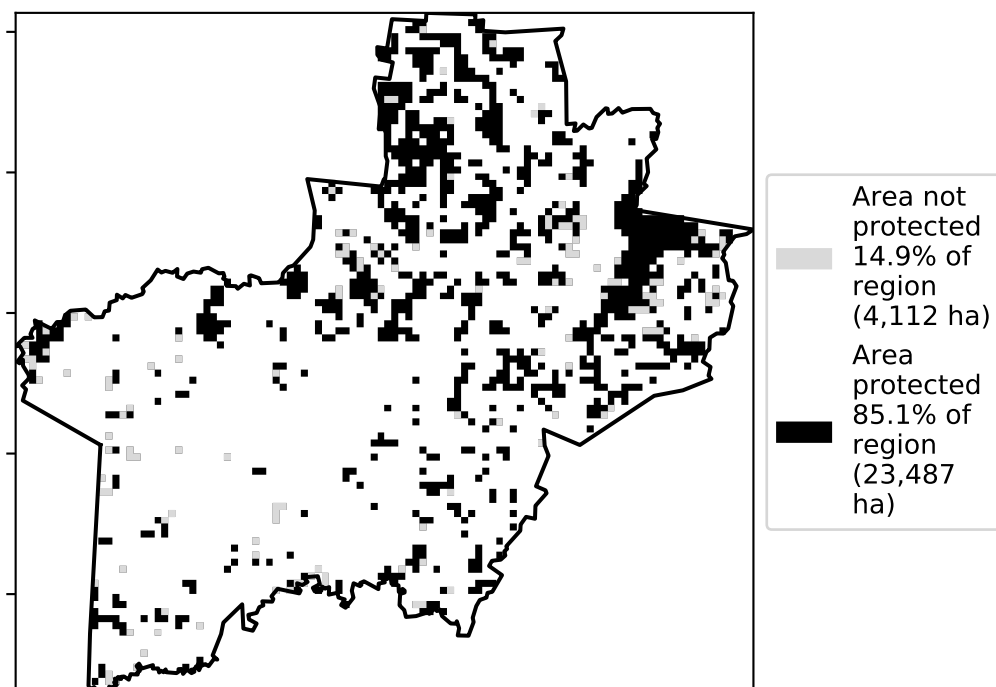 Area not
protected
14.9% of
region
(4,112 ha)
Area
protected
85.1% of
region
(23,487
ha)